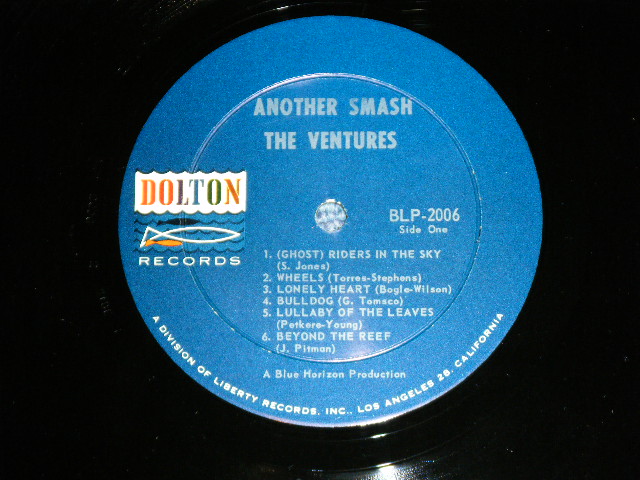 ANOTHER SMASH
THE VENTURES
DOLTON
RECORDS
BLP-2006
Side One
1. (GHOST) RIDERS IN THE SKY
(S. Jones)
2. WHEELS (Torres-Stephens)
3. LONELY HEART (Bogle-Wilson)
4. BULLDOG (G. Tomsco)
5. LULLABY OF THE LEAVES
(Petkere-Young)
6. BEYOND THE REEF
(J. Pitman)
A Blue Horizon Production
A DIVISION OF LIBERTY RECORDS, INC., LOS ANGELES 28, CALIFORNIA